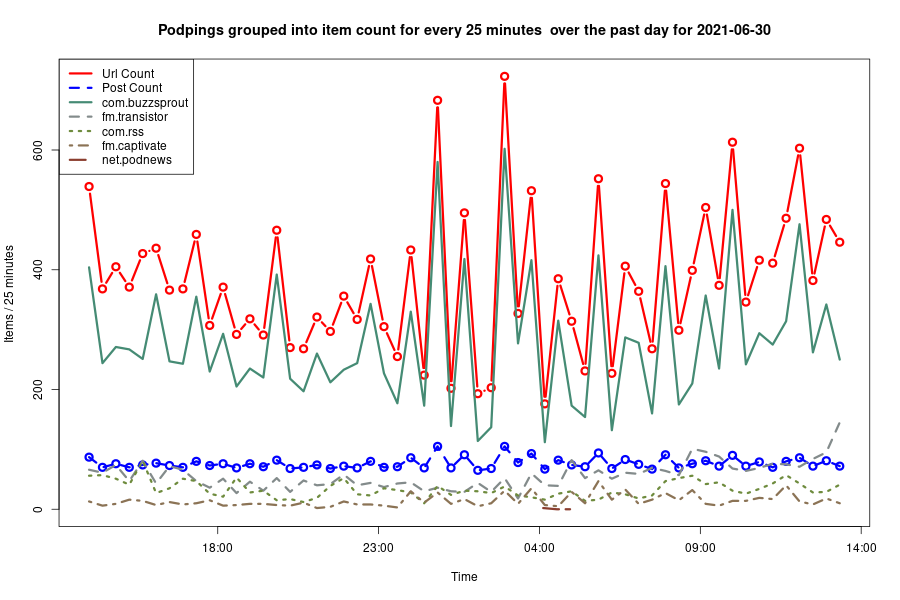 Podpings grouped into item count for every 25 minutes  over the past day for 2021-06-30
Url Count
Post Count
com.buzzsprout
fm.transistor
com.rss
fm.captivate
net.podnews
Items / 25 minutes
600
400
200
0
18:00
23:00
04:00
09:00
14:00
Time